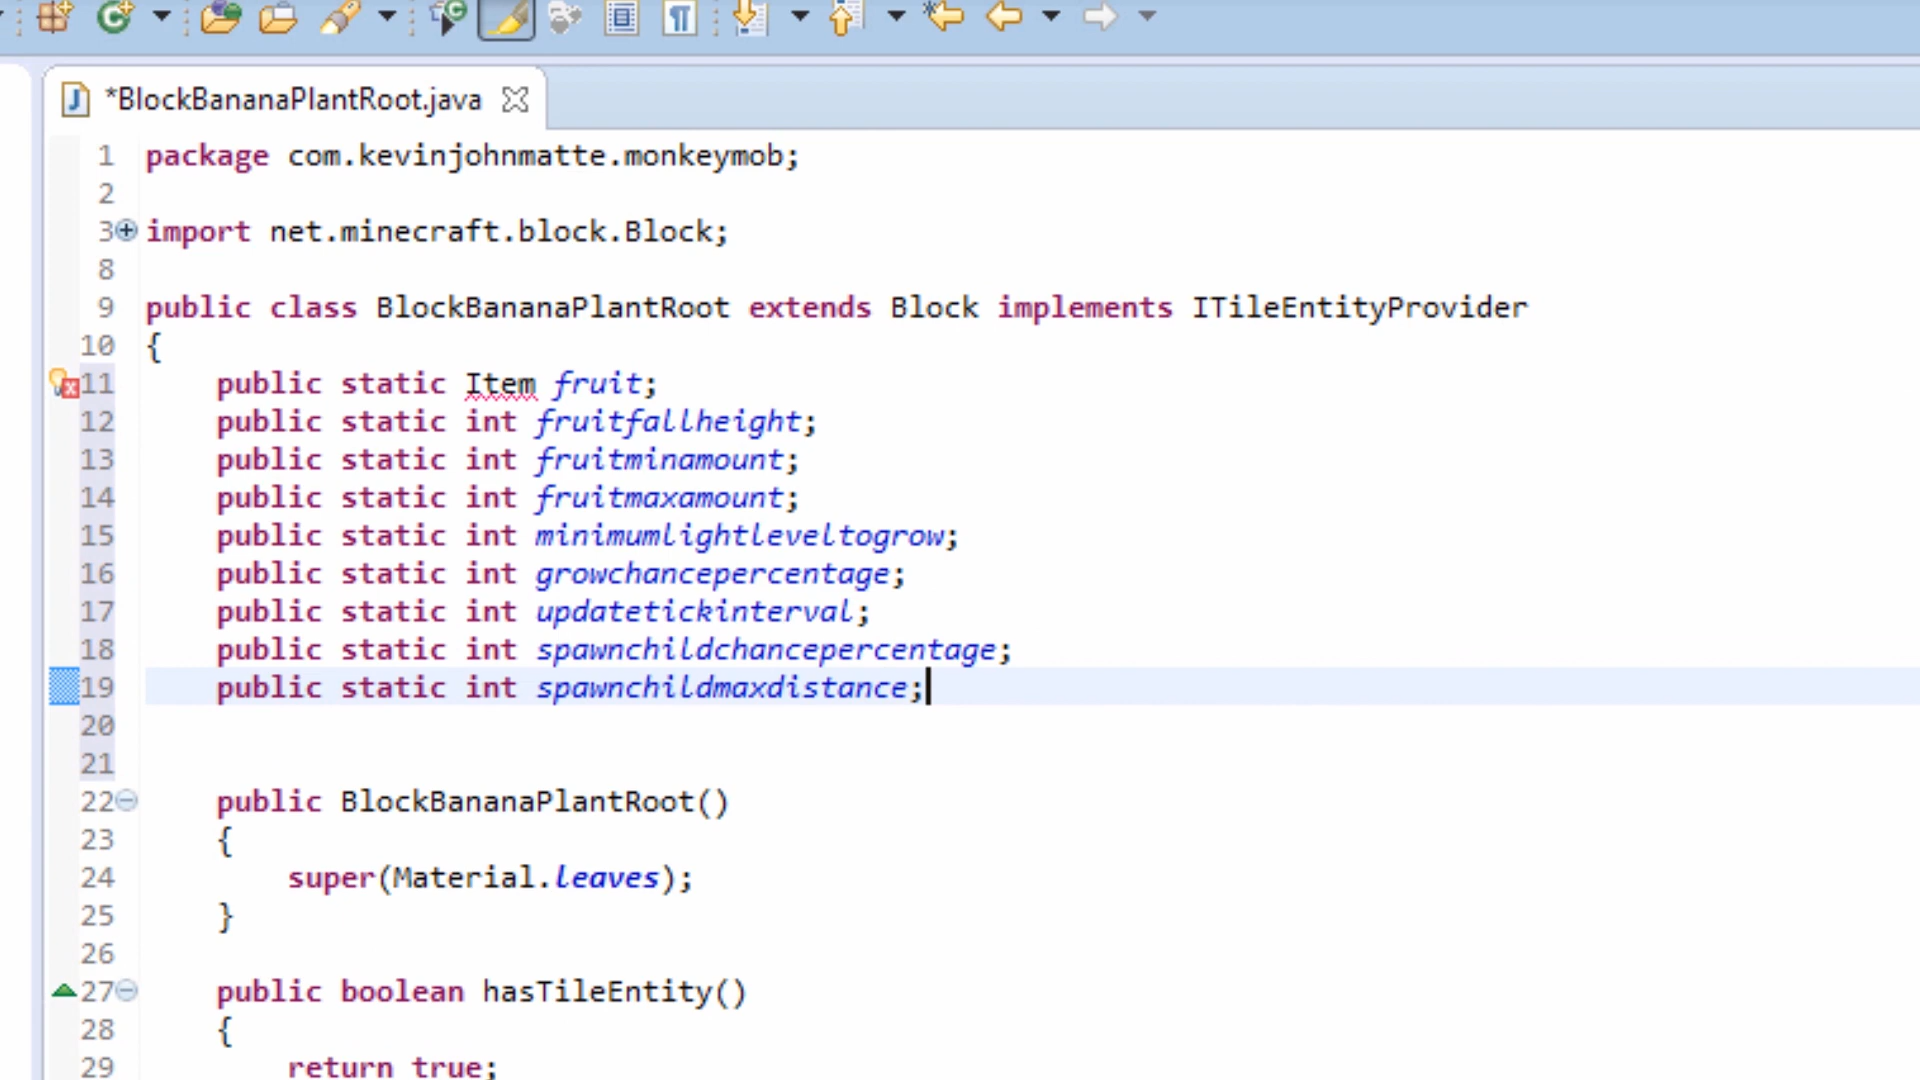 *BlockBananaPlantRoot.java
1 package com.kevinjohnmatte.monkeymob;
2
3 import net.minecraft.block.Block;
8
9 public class BlockBananaPlantRoot extends Block implements ITileEntityProvider
10 {
11 public static Item fruit;
12 public static int fruitfallheight;
13 public static int fruitminamount;
14 public static int fruitmaxamount;
15 public static int minimumlightleveltogrow;
16 public static int growchancepercentage;
17 public static int updatetickinterval;
18 public static int spawnchildchancepercentage;
19 public static int spawnchildmaxdistance;
20
21
22 public BlockBananaPlantRoot()
23 {
24 super(Material.leaves);
25 }
26
27 public boolean hasTileEntity()
28 {
29 return true;